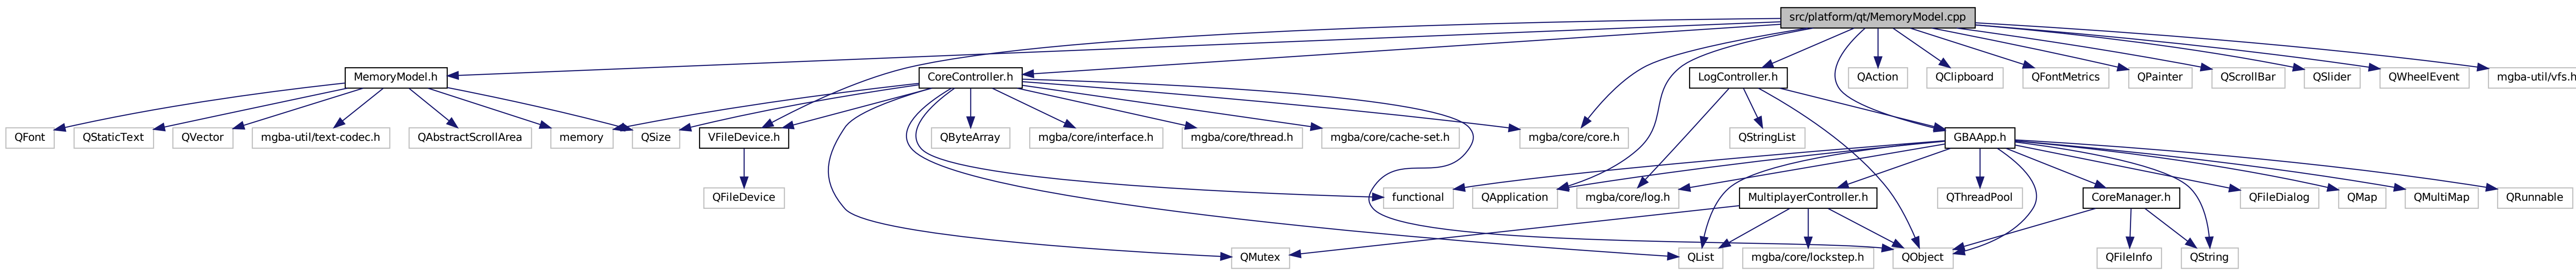 src/platform/qt/MemoryModel.cpp
MemoryModel.h
CoreController.h
LogController.h
QAction
QClipboard
QFontMetrics
QPainter
QScrollBar
QSlider
QWheelEvent
mgba-util/vfs.h
QFont
QStaticText
QVector
mgba-util/text-codec.h
QAbstractScrollArea
memory
QSize
VFileDevice.h
QByteArray
mgba/core/interface.h
mgba/core/thread.h
mgba/core/cache-set.h
mgba/core/core.h
QStringList
GBAApp.h
QFileDevice
functional
QApplication
mgba/core/log.h
MultiplayerController.h
QThreadPool
CoreManager.h
QFileDialog
QMap
QMultiMap
QRunnable
QMutex
QList
mgba/core/lockstep.h
QObject
QFileInfo
QString